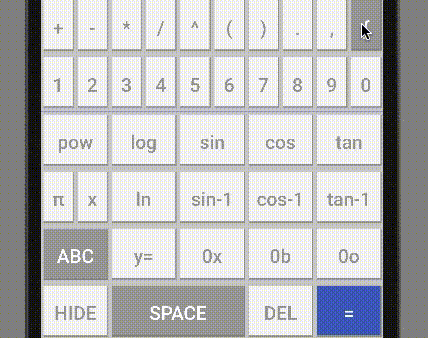 + - * / ^ ( ) . ,
1 2 3 4 5 6 7 8 9 0
pow log sin cos tan
π x ln sin-1 cos-1 tan-1
ABC y= 0x 0b 0o
HIDE SPACE DEL =